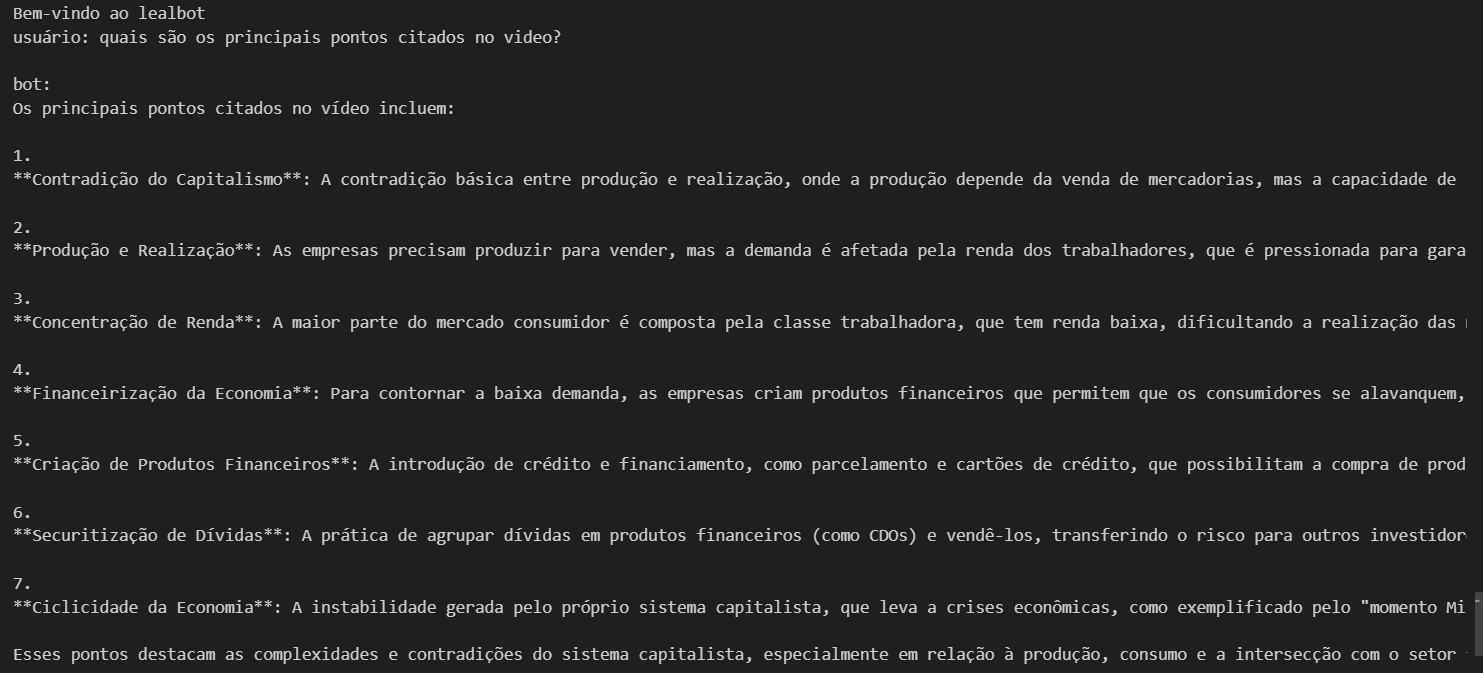 Bem-vindo ao lealbot
usuário: quais são os principais pontos citados no video?
bot:
Os principais pontos citados no vídeo incluem:
1.
**Contradição do Capitalismo**: A contradição básica entre produção e realização, onde a produção depende da venda de mercadorias, mas a capacidade de
2.
**Produção e Realização**: As empresas precisam produzir para vender, mas a demanda é afetada pela renda dos trabalhadores, que é pressionada para gara
3.
**Concentração de Renda**: A maior parte do mercado consumidor é composta pela classe trabalhadora, que tem renda baixa, dificultando a realização das
4.
**Financeirização da Economia**: Para contornar a baixa demanda, as empresas criam produtos financeiros que permitem que os consumidores se alavanquem,
5.
**Criação de Produtos Financeiros**: A introdução de crédito e financiamento, como parcelamento e cartões de crédito, que possibilitam a compra de prod
6.
**Securitização de Dívidas**: A prática de agrupar dívidas em produtos financeiros (como CDOs) e vendê-los, transferindo o risco para outros investidor
7.
**Ciclicidade da Economia**: A instabilidade gerada pelo próprio sistema capitalista, que leva a crises econômicas, como exemplificado pelo "momento Mi
Esses pontos destacam as complexidades e contradições do sistema capitalista, especialmente em relação à produção, consumo e a intersecção com o setor